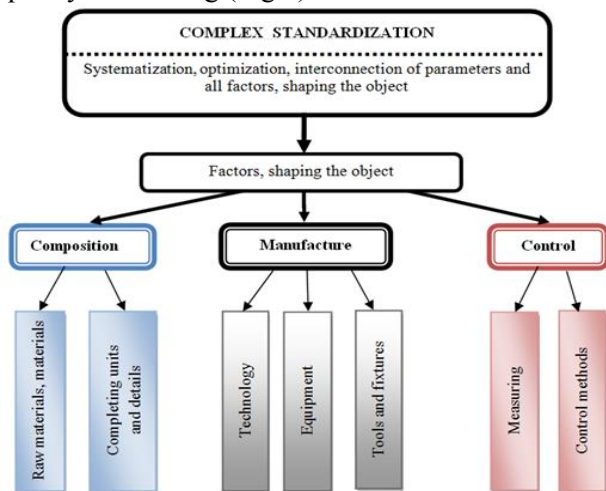 COMPLEX STANDARDIZATION
Systematization, optimization, interconnection of parameters and
all factors, shaping the object
Factors, shaping the object
Composition
Manufacture
Control
Raw materials, materials
Completing units
and details
Technology
Equipment
Tools and fixtures
Measuring
Control methods